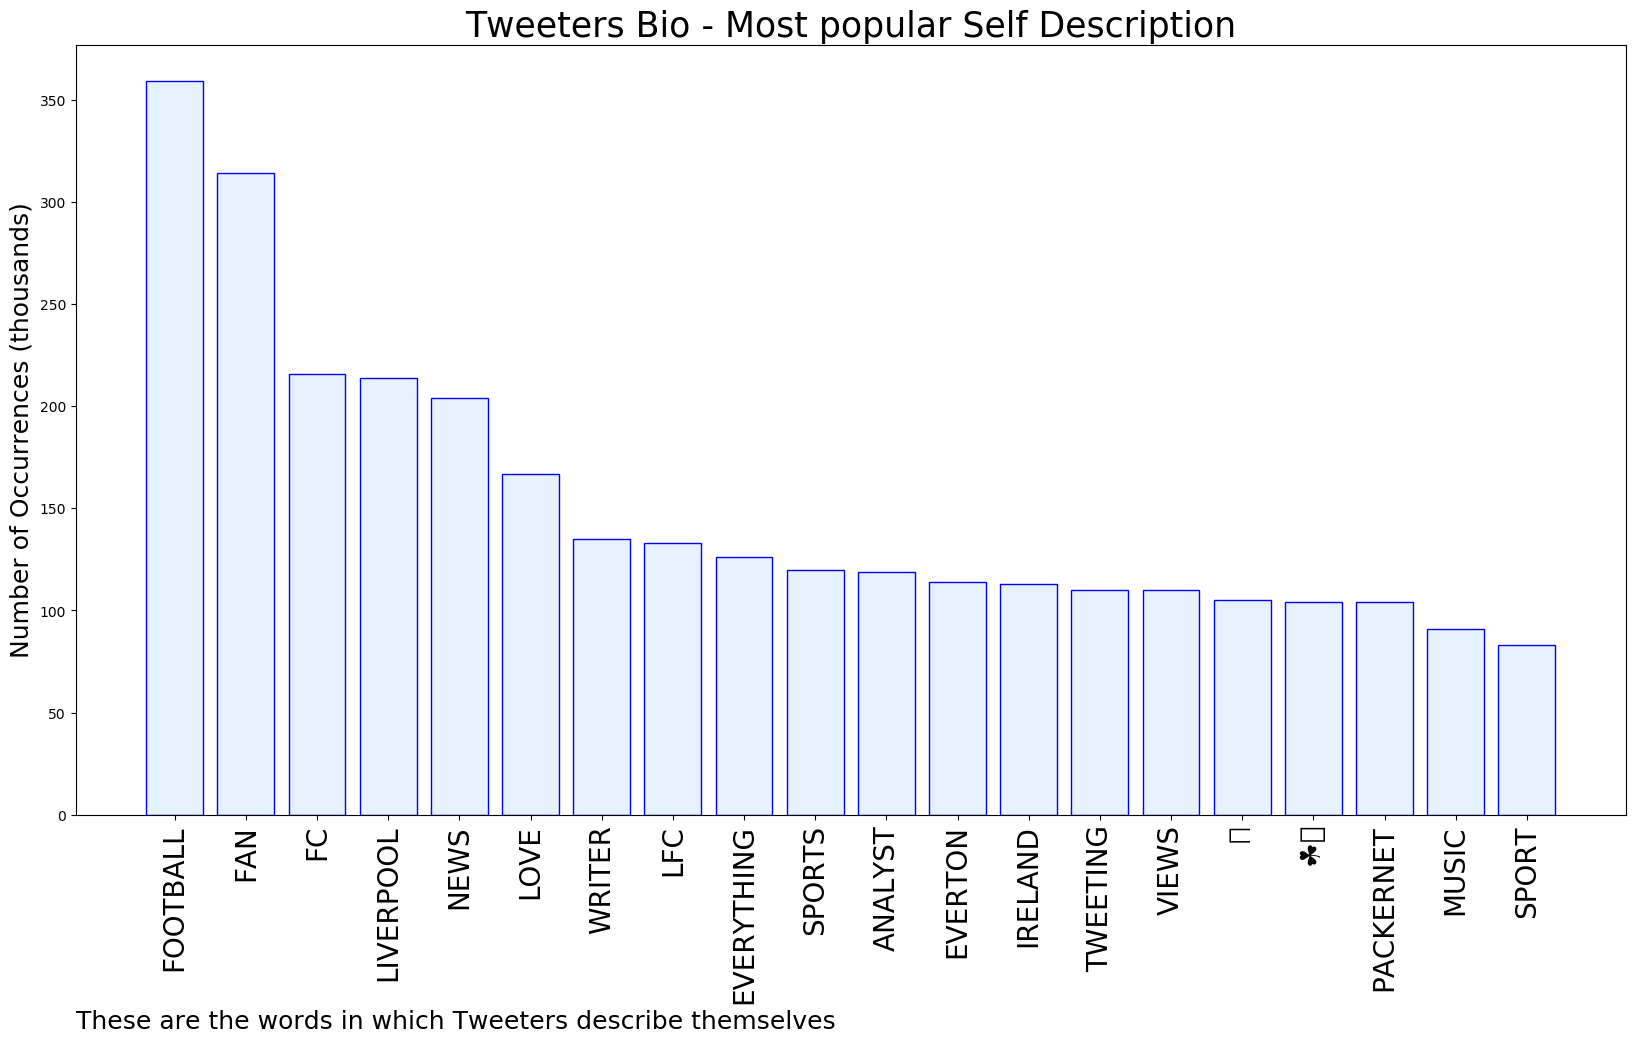 Tweeters Bio - Most popular Self Description
Number of Occurrences (thousands)
350
300
250
200
150
100
50
0
FOOTBALL
FAN
FC
LIVERPOOL
NEWS
LOVE
WRITER
LFC
EVERYTHING
SPORTS
ANALYST
EVERTON
IRELAND
TWEETING
VIEWS
☘
PACKERNET
MUSIC
SPORT
These are the words in which Tweeters describe themselves